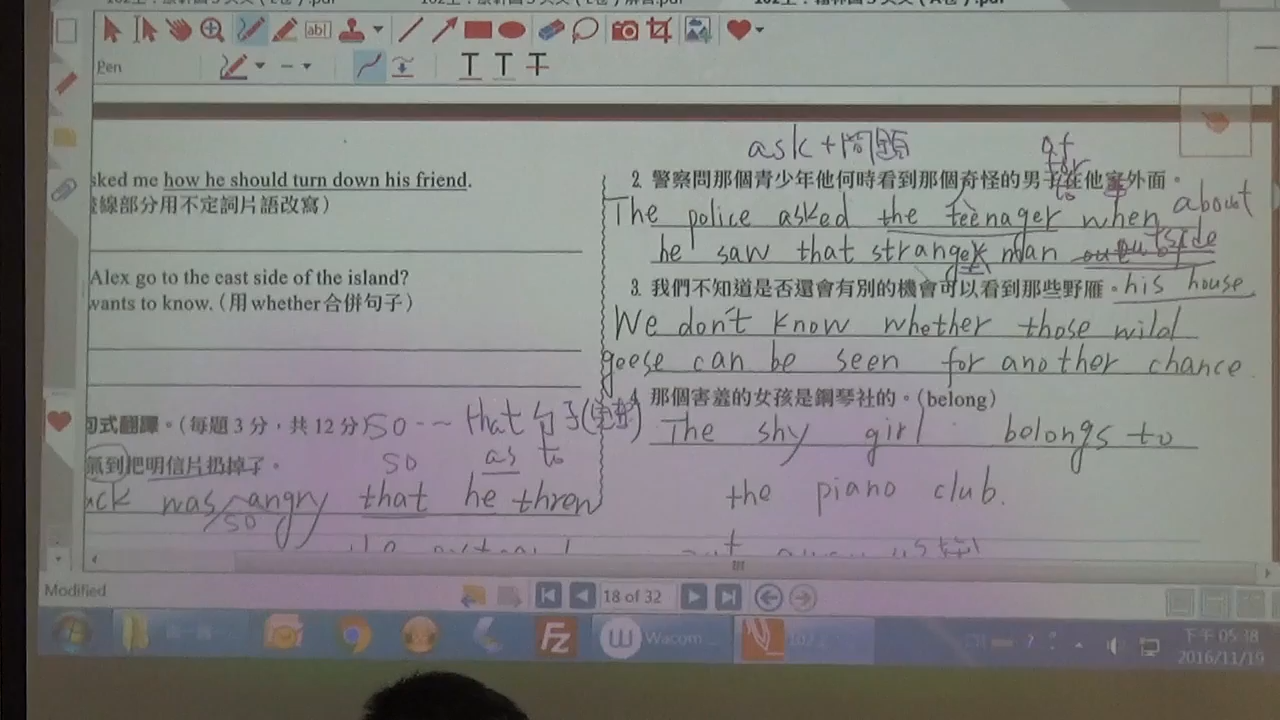 Pen
sked me how he should turn down his friend.
線部分用不定詞片語改寫）
Alex go to the east side of the island?
wants to know.（用 whether 合併句子）
句式翻譯。（每題 3 分，共 12 分）
so ~~ that 句子
so as to
氣到把明信片扔掉了。
ack was angry that he threw
so
ask + 問題
at
for
to
2. 警察問那個青少年他何時看到那個奇怪的男子在他家外面。
The police asked the teenager when about
he saw that strange man outside
his house
3. 我們不知道是否還會有別的機會可以看到那些野雁。
We don't know whether those wild
geese can be seen for another chance
4. 那個害羞的女孩是鋼琴社的。(belong)
The shy girl belongs to
the piano club.
Modified
18 of 32
Wacom ...
下午 05:38
2016/11/19